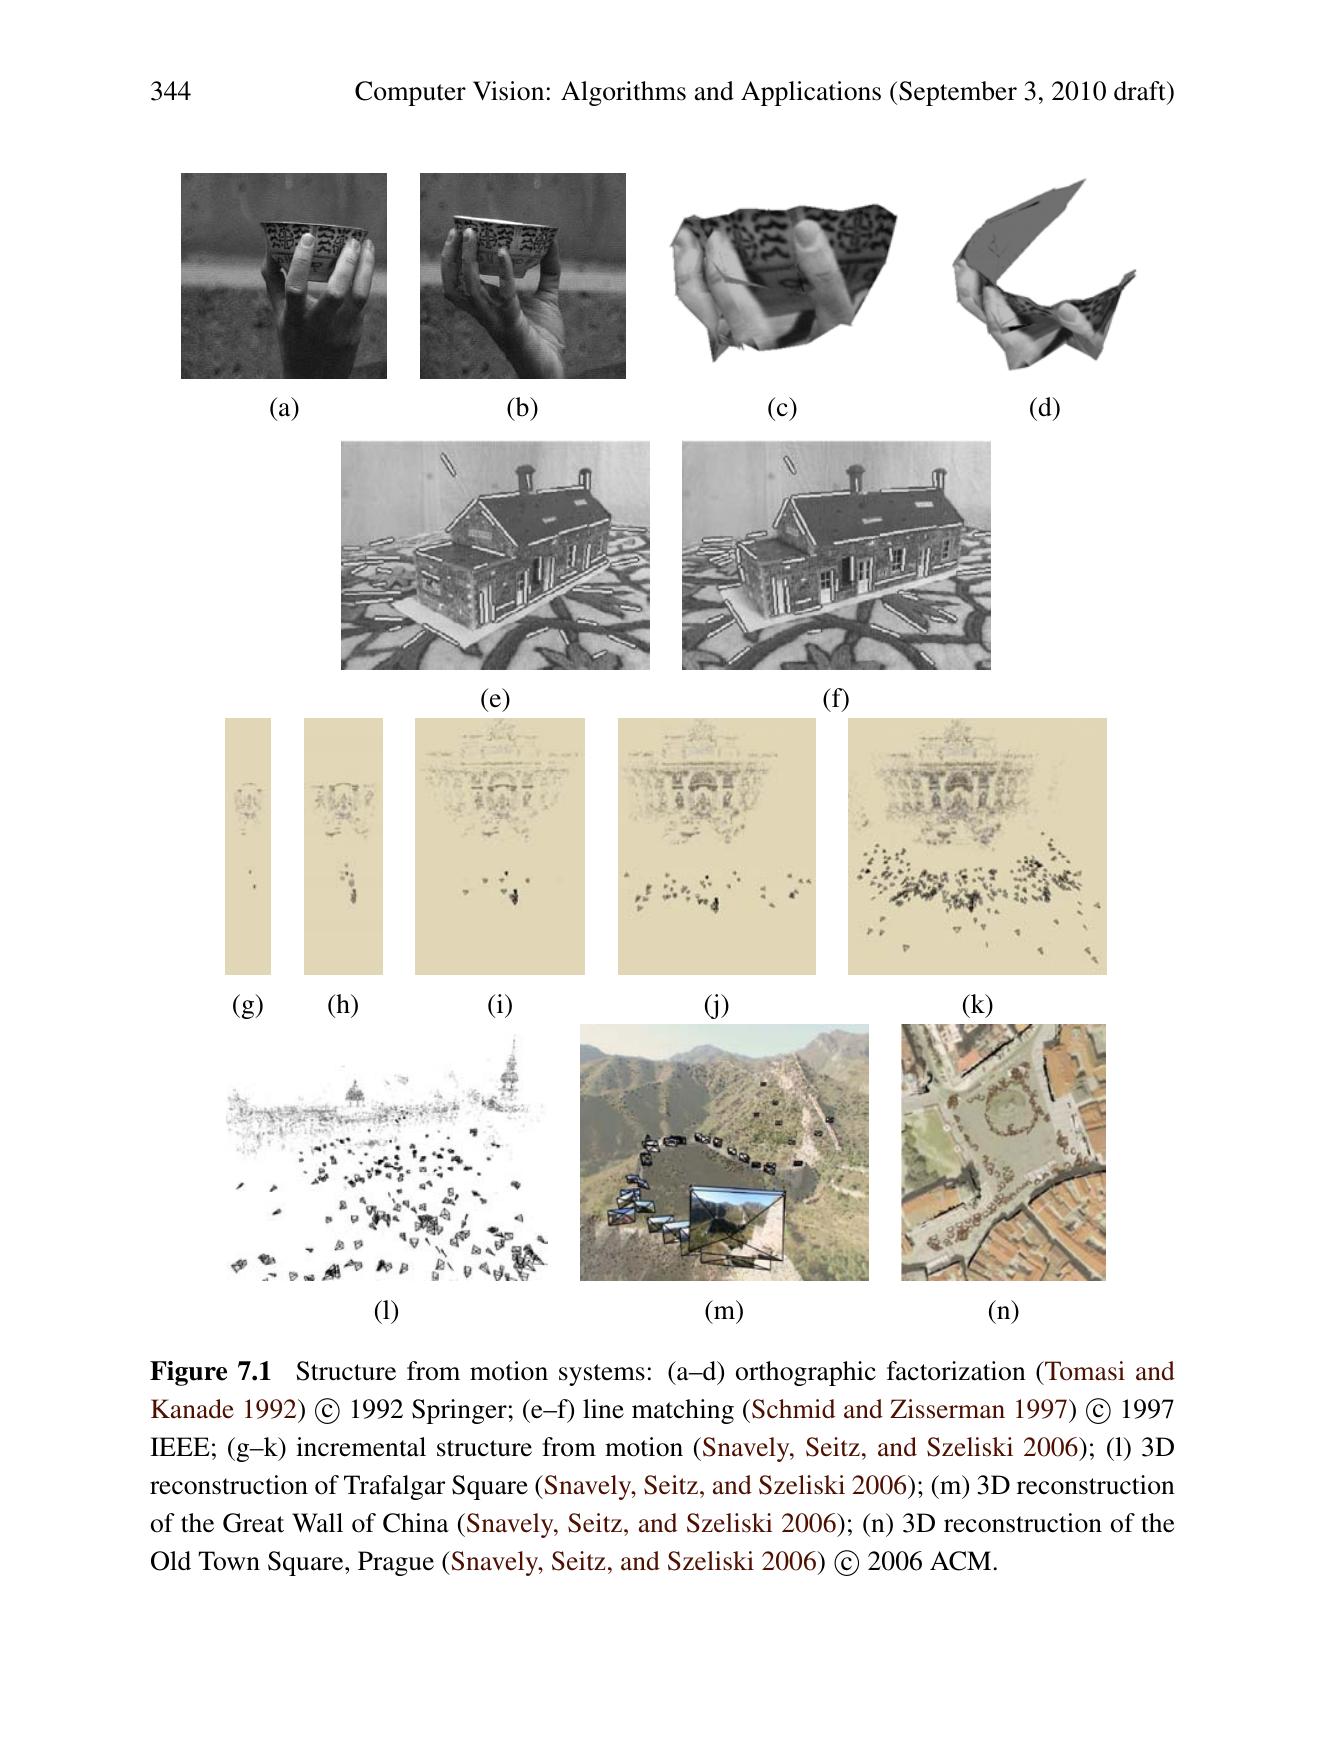 344 Computer Vision: Algorithms and Applications (September 3, 2010 draft)
(a) (b) (c) (d)
(e) (f)
(g) (h) (i) (j) (k)
(l) (m) (n)
Figure 7.1 Structure from motion systems: (a–d) orthographic factorization (Tomasi and
Kanade 1992) © 1992 Springer; (e–f) line matching (Schmid and Zisserman 1997) © 1997
IEEE; (g–k) incremental structure from motion (Snavely, Seitz, and Szeliski 2006); (l) 3D
reconstruction of Trafalgar Square (Snavely, Seitz, and Szeliski 2006); (m) 3D reconstruction
of the Great Wall of China (Snavely, Seitz, and Szeliski 2006); (n) 3D reconstruction of the
Old Town Square, Prague (Snavely, Seitz, and Szeliski 2006) © 2006 ACM.